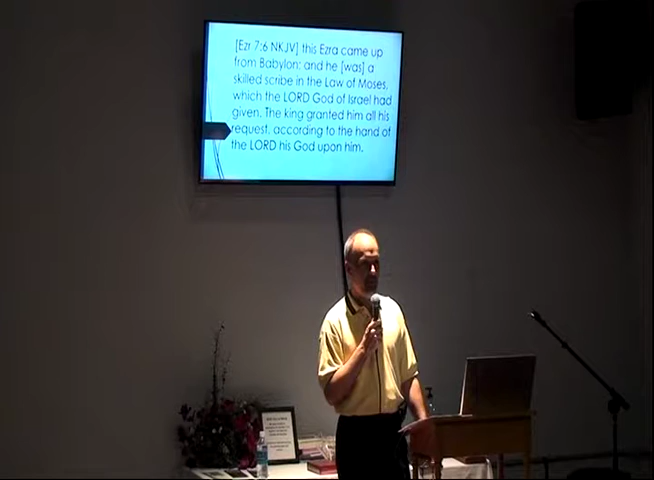 [Ezr 7:6 NKJV] this Ezra came up
from Babylon; and he [was] a
skilled scribe in the Law of Moses,
which the LORD God of Israel had
given. The king granted him all his
request, according to the hand of
the LORD his God upon him.